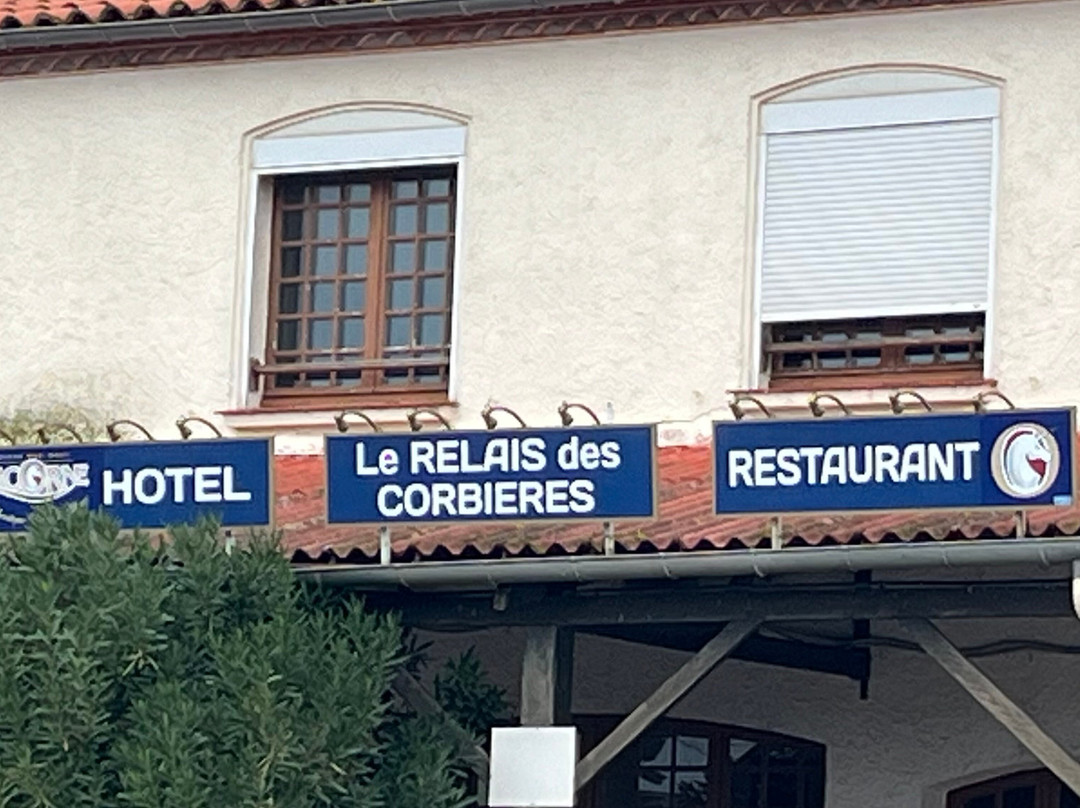 HOTEL
Le RELAIS des
CORBIERES
RESTAURANT